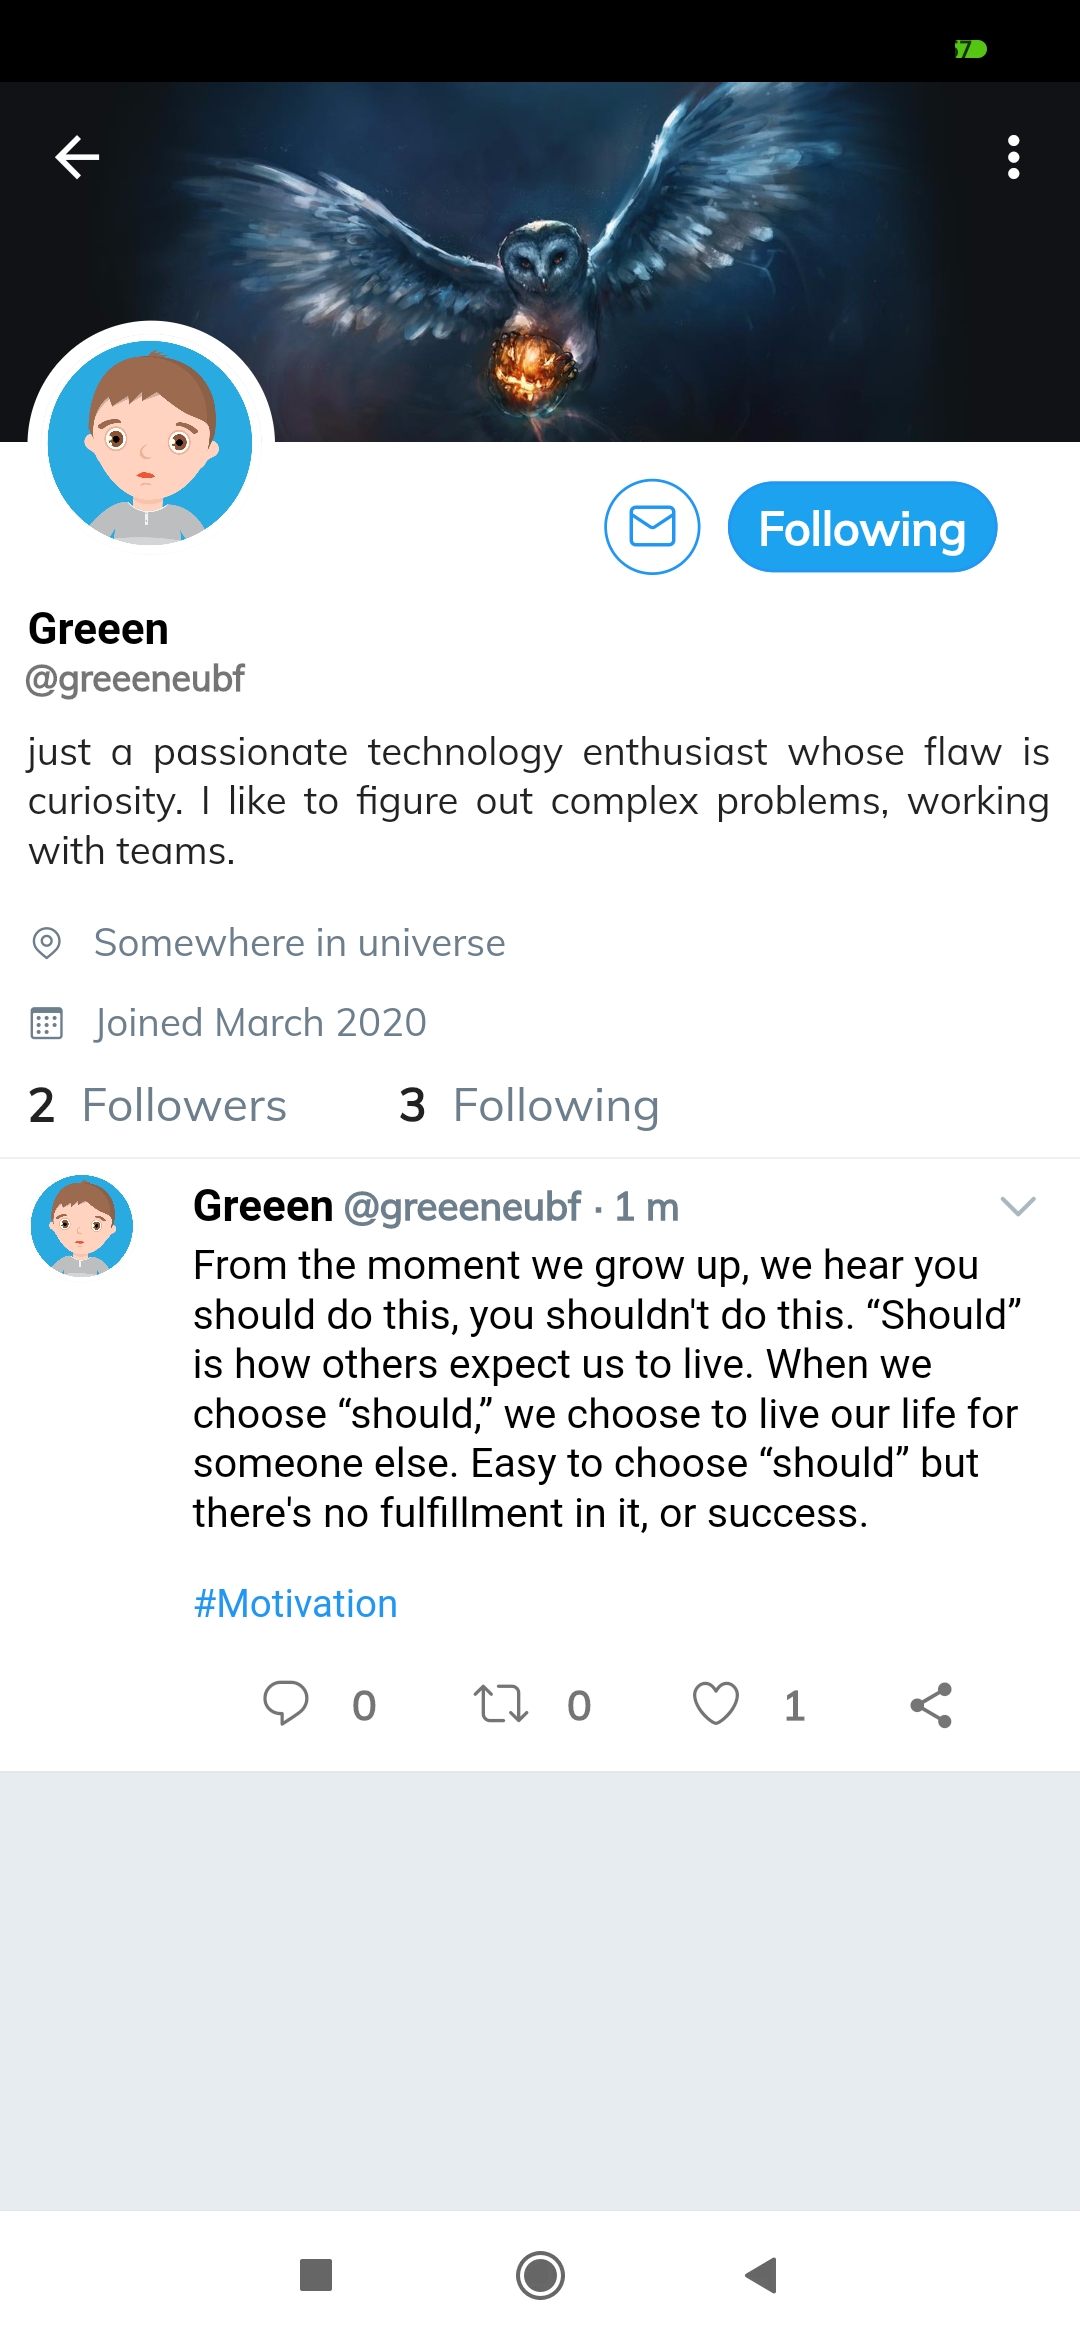 Following
Greeen
@greeeneubf
just a passionate technology enthusiast whose flaw is
curiosity. I like to figure out complex problems, working
with teams.
Somewhere in universe
Joined March 2020
2 Followers 3 Following
Greeen @greeeneubf · 1 m
From the moment we grow up, we hear you
should do this, you shouldn't do this. “Should”
is how others expect us to live. When we
choose “should,” we choose to live our life for
someone else. Easy to choose “should” but
there's no fulfillment in it, or success.
#Motivation
0 0 1